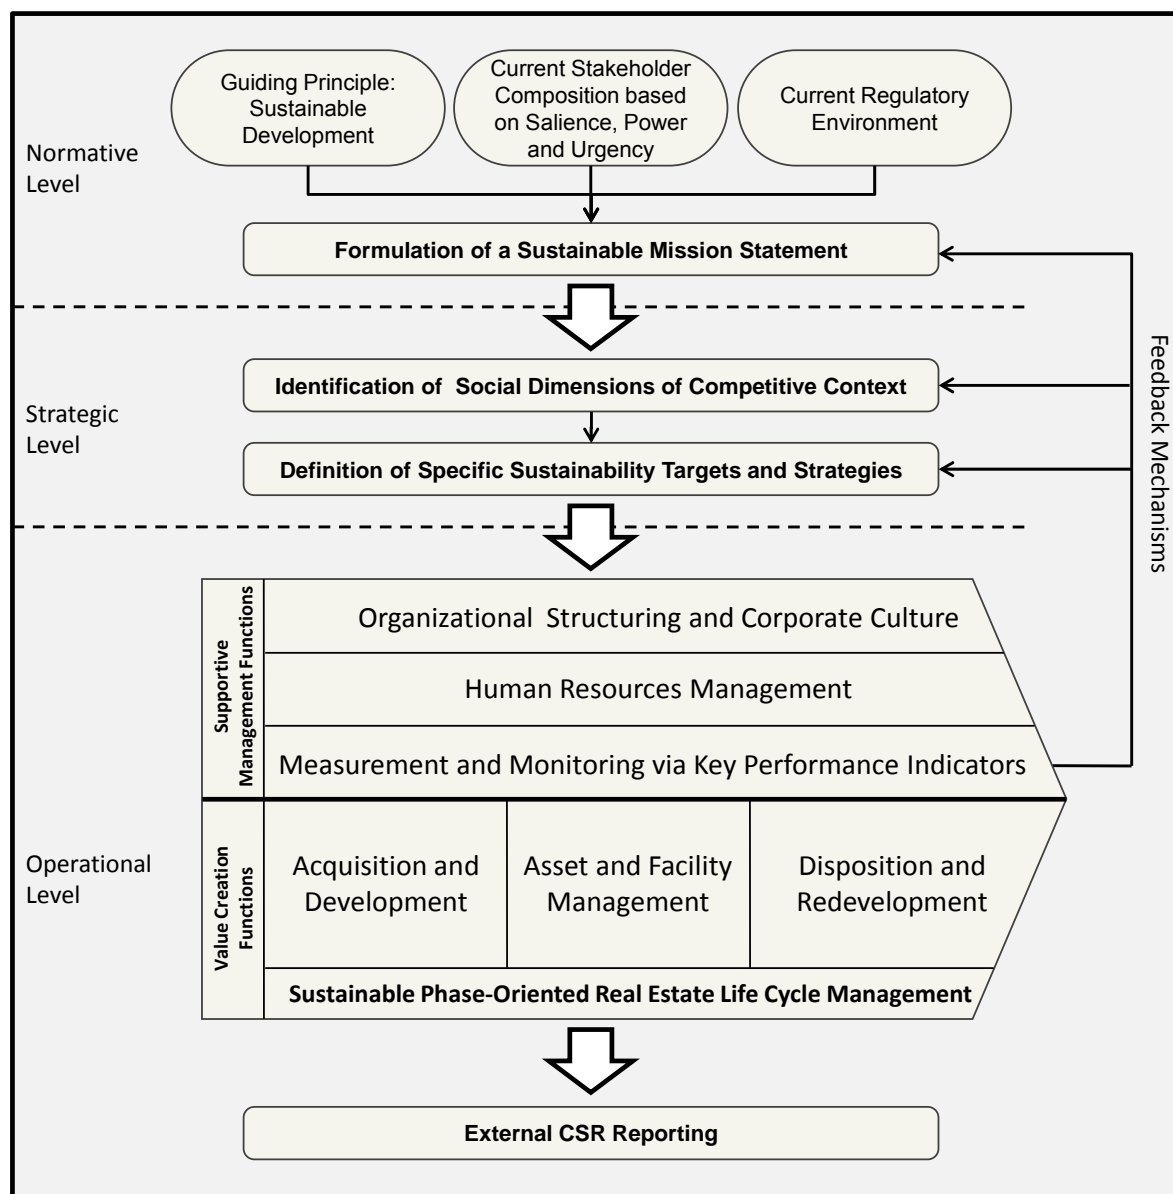 Guiding Principle:
Sustainable
Development
Current Stakeholder
Composition based
on Salience, Power
and Urgency
Current Regulatory
Environment
Normative
Level
Formulation of a Sustainable Mission Statement
Identification of Social Dimensions of Competitive Context
Strategic
Level
Definition of Specific Sustainability Targets and Strategies
Feedback Mechanisms
Supportive
Management Functions
Organizational Structuring and Corporate Culture
Human Resources Management
Measurement and Monitoring via Key Performance Indicators
Operational
Level
Value Creation
Functions
Acquisition and
Development
Asset and Facility
Management
Disposition and
Redevelopment
Sustainable Phase-Oriented Real Estate Life Cycle Management
External CSR Reporting